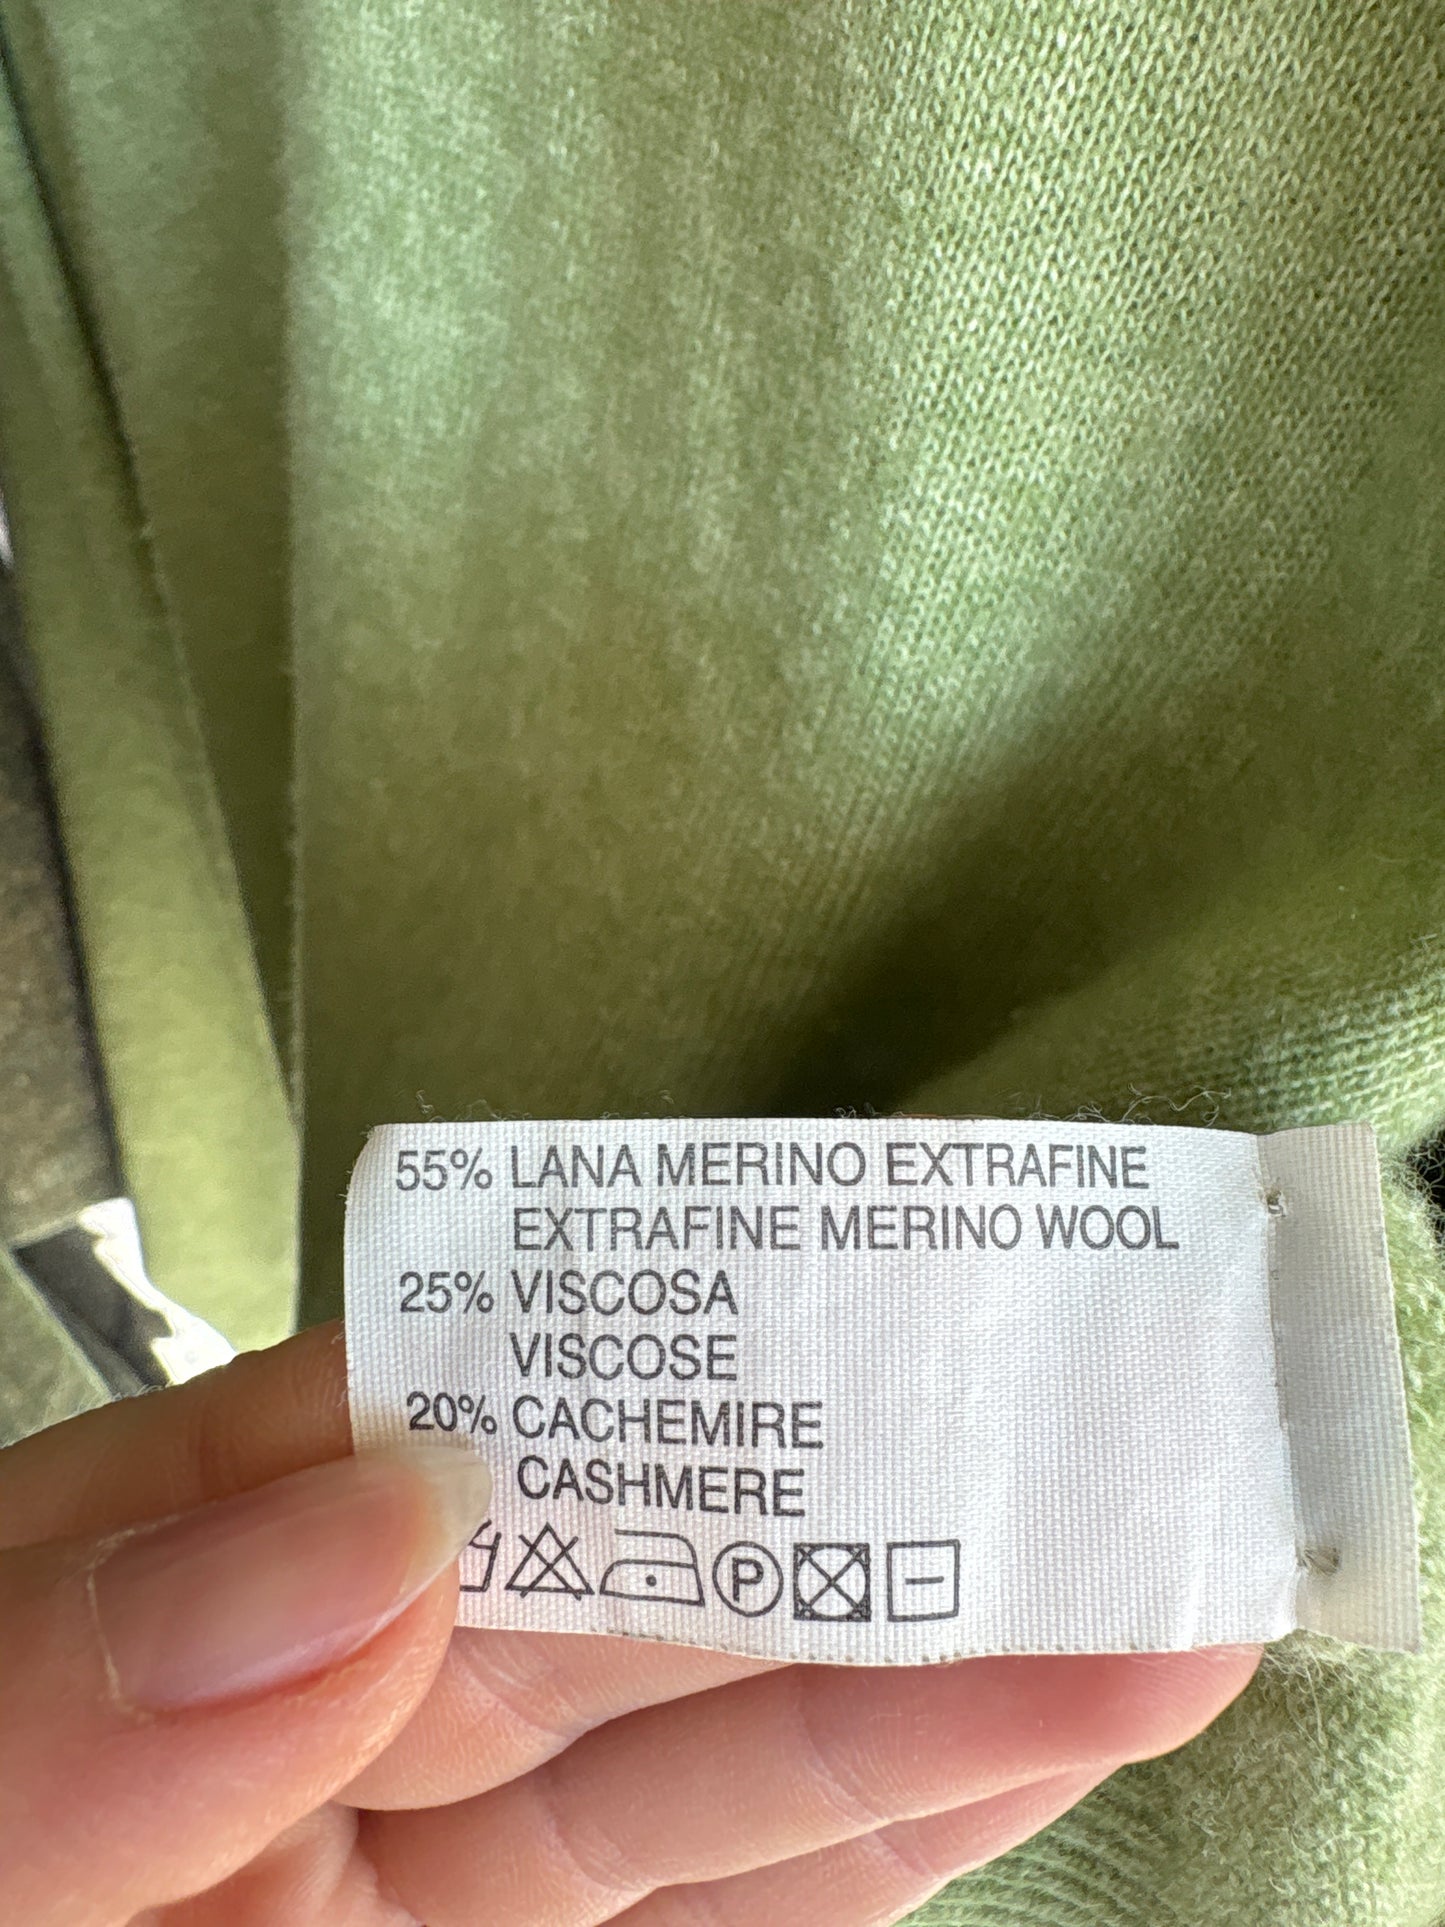 55% LANA MERINO EXTRAFINE
EXTRAFINE MERINO WOOL
25% VISCOSA
VISCOSE
20% CACHEMIRE
CASHMERE
P